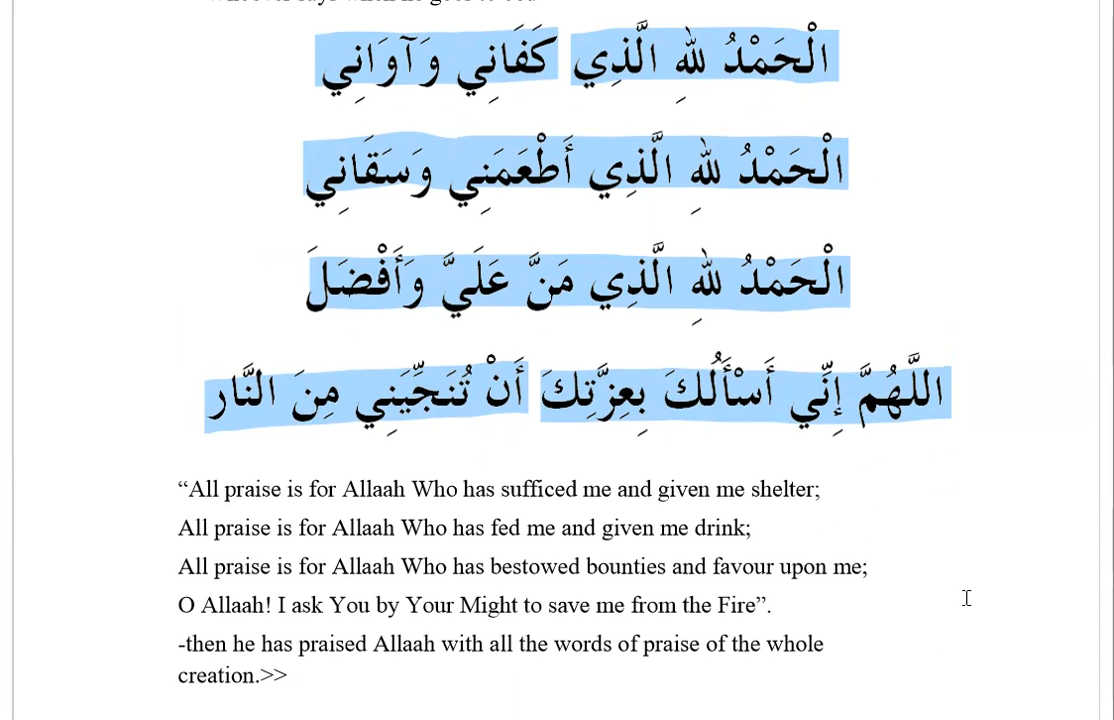 الْحَمْدُ لِلهِ الَّذِي كَفَانِي وَآوَانِي
الْحَمْدُ لِلهِ الَّذِي أَطْعَمَنِي وَسَقَانِي
الْحَمْدُ لِلهِ الَّذِي مَنَّ عَلَيَّ وَأَفْضَلَ
اللَّهُمَّ إِنِّي أَسْأَلُكَ بِعِزَّتِكَ أَنْ تُنَجِّيَنِي مِنَ النَّار
“All praise is for Allaah Who has sufficed me and given me shelter;
All praise is for Allaah Who has fed me and given me drink;
All praise is for Allaah Who has bestowed bounties and favour upon me;
O Allaah! I ask You by Your Might to save me from the Fire”.
-then he has praised Allaah with all the words of praise of the whole
creation.>>